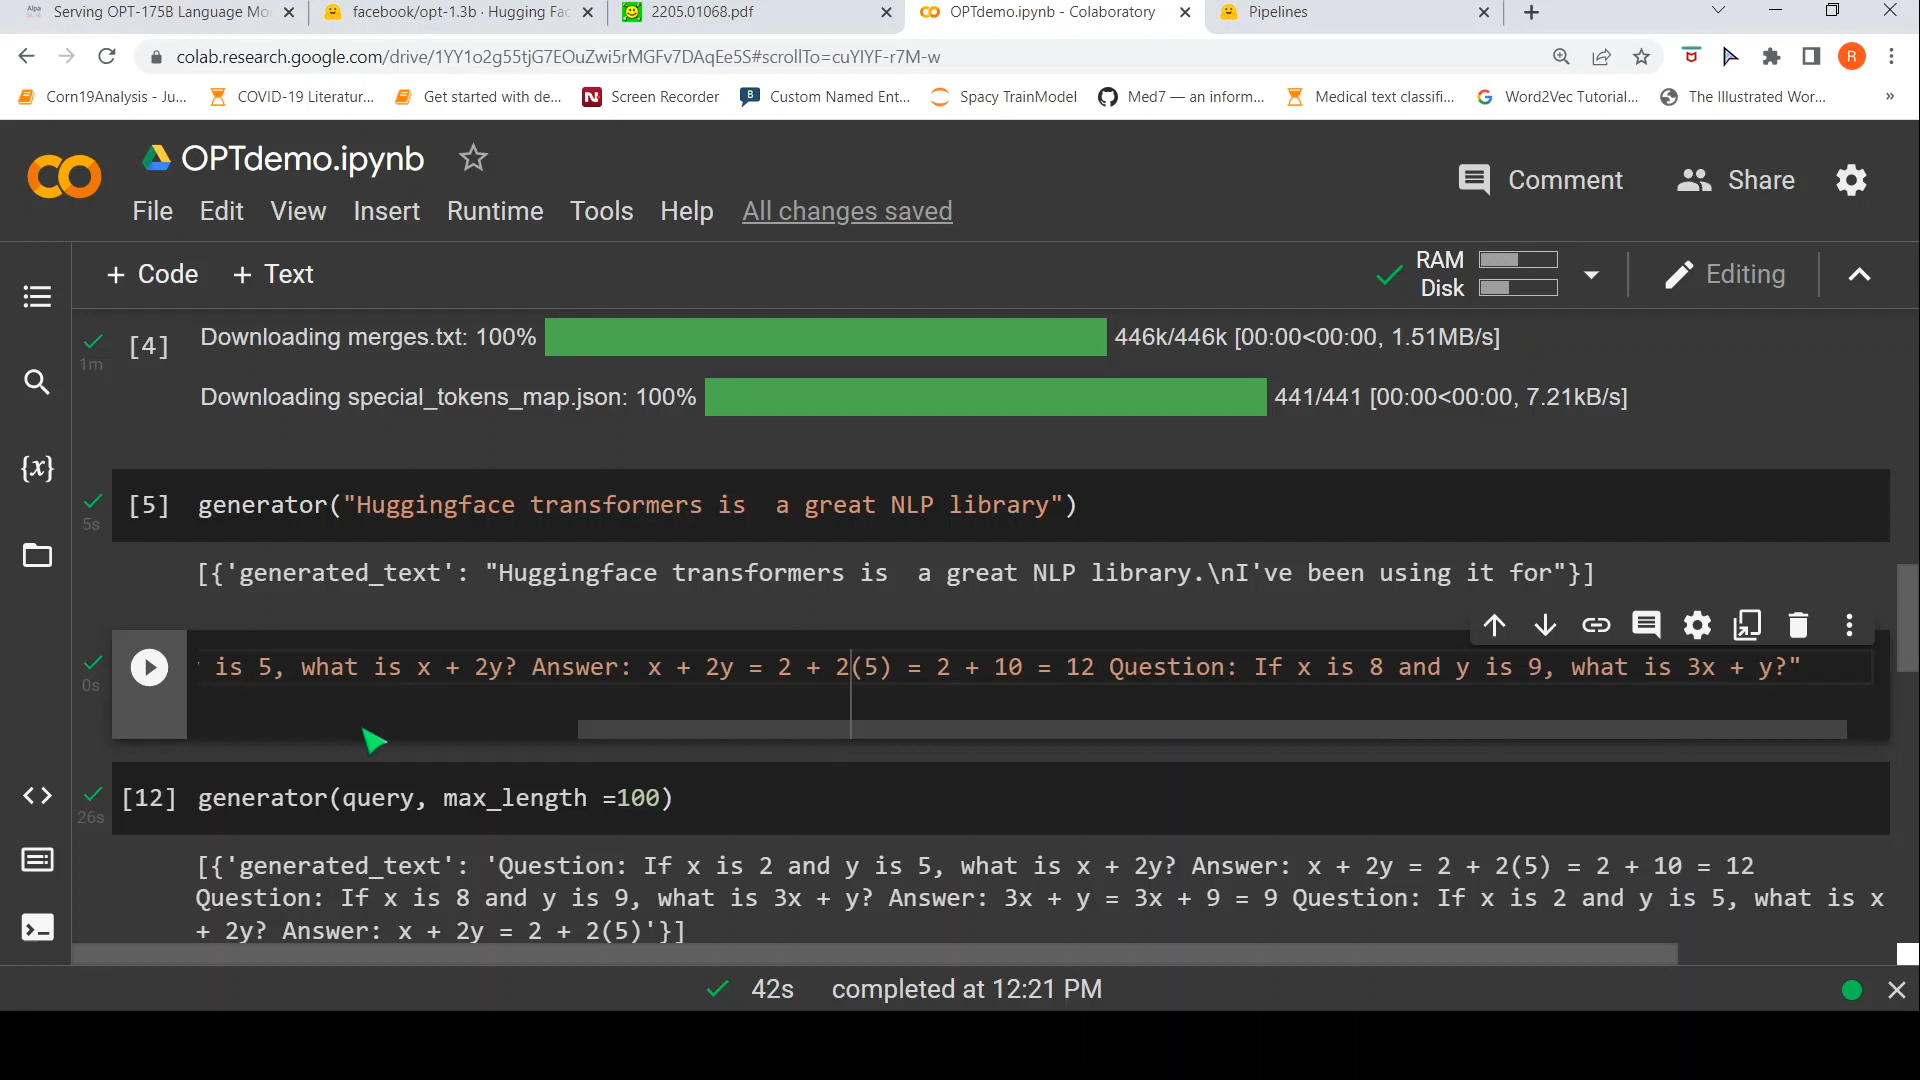 Alpa Serving OPT-175B Language Mo
facebook/opt-1.3b · Hugging Fac
2205.01068.pdf
OPTdemo.ipynb - Colaboratory
Pipelines
colab.research.google.com/drive/1YY1o2g55tjG7EOuZwi5rMGFv7DAqEe5S#scrollTo=cuYIYF-r7M-w
R
Corn19Analysis - Ju...
COVID-19 Literatur...
Get started with de...
Screen Recorder
Custom Named Ent...
Spacy TrainModel
Med7 — an inform...
Medical text classifi...
Word2Vec Tutorial...
The Illustrated Wor...
»
OPTdemo.ipynb
Comment
Share
File Edit View Insert Runtime Tools Help All changes saved
+ Code + Text
RAM
Disk
Editing
[4] Downloading merges.txt: 100% 446k/446k [00:00<00:00, 1.51MB/s]
1m
Downloading special_tokens_map.json: 100% 441/441 [00:00<00:00, 7.21kB/s]
{x}
[5] generator("Huggingface transformers is  a great NLP library")
5s
[{'generated_text': "Huggingface transformers is  a great NLP library.\nI've been using it for"}]
is 5, what is x + 2y? Answer: x + 2y = 2 + 2(5) = 2 + 10 = 12 Question: If x is 8 and y is 9, what is 3x + y?"
0s
[12] generator(query, max_length =100)
26s
[{'generated_text': 'Question: If x is 2 and y is 5, what is x + 2y? Answer: x + 2y = 2 + 2(5) = 2 + 10 = 12
Question: If x is 8 and y is 9, what is 3x + y? Answer: 3x + y = 3x + 9 = 9 Question: If x is 2 and y is 5, what is x
+ 2y? Answer: x + 2y = 2 + 2(5)'}]
42s completed at 12:21 PM